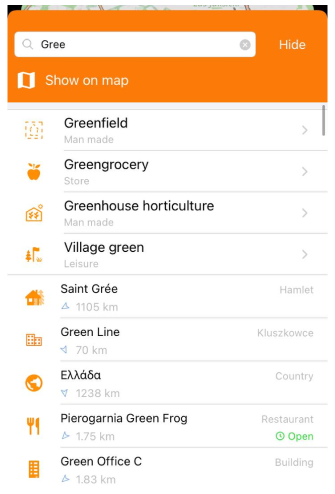 Gree
Hide
Show on map
Greenfield
Man made
Greengrocery
Store
Greenhouse horticulture
Man made
Village green
Leisure
Saint Grée
Hamlet
1105 km
Green Line
Kluszkowce
70 km
Ελλάδα
Country
1238 km
Pierogarnia Green Frog
Restaurant
1.75 km
Open
Green Office C
Building
1.83 km